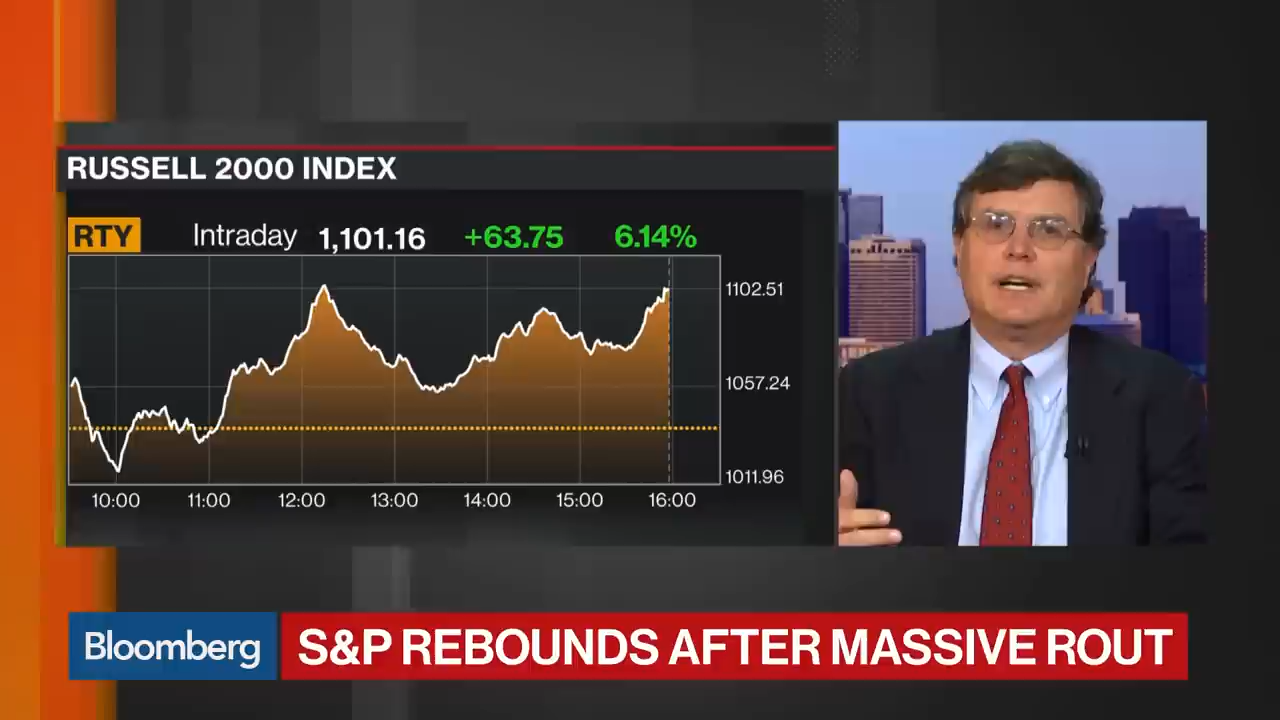 RUSSELL 2000 INDEX
RTY Intraday 1,101.16 +63.75 6.14%
1102.51
1057.24
1011.96
10:00 11:00 12:00 13:00 14:00 15:00 16:00
Bloomberg S&P REBOUNDS AFTER MASSIVE ROUT